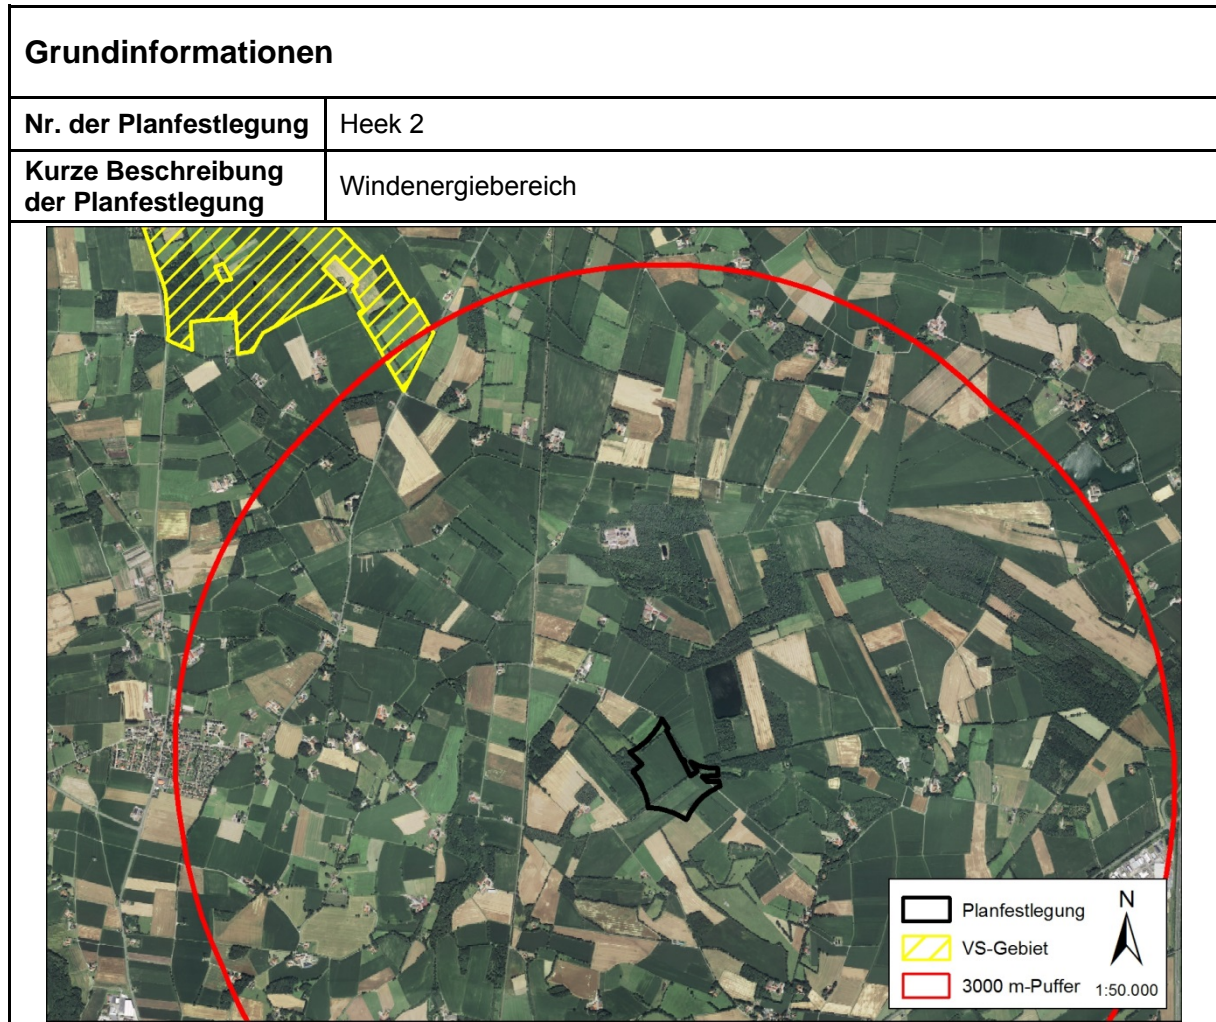 Grundinformationen
Nr. der Planfestlegung Heek 2
Kurze Beschreibung
der Planfestlegung
Windenergiebereich
Planfestlegung
VS-Gebiet
3000 m-Puffer
N
1:50.000